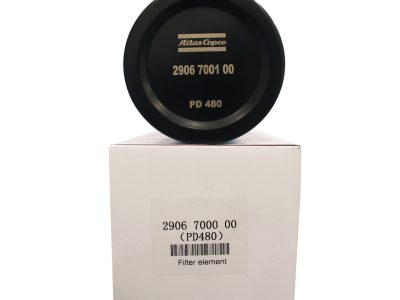 Atlas Copco
2906 7001 00
PD 480
2906 7000 00
(PD480)
Filter element